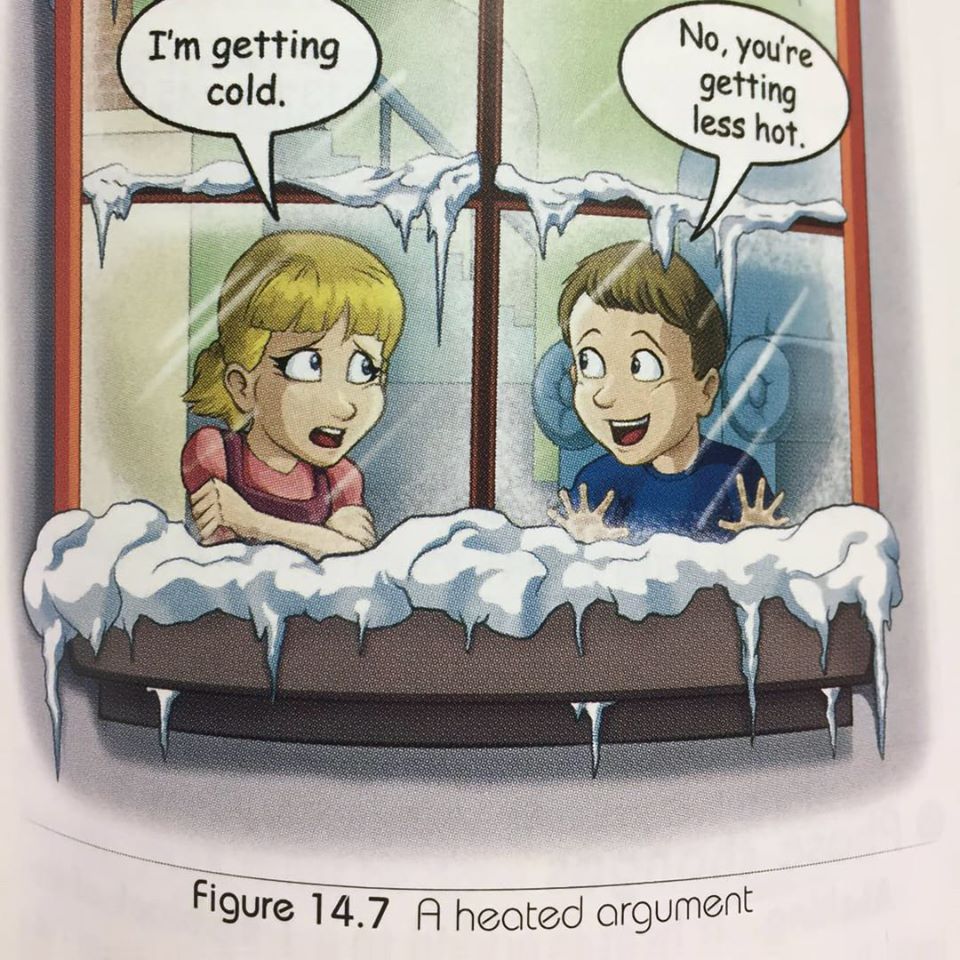 I'm getting
cold.
No, you're
getting
less hot.
Figure 14.7 A heated argument